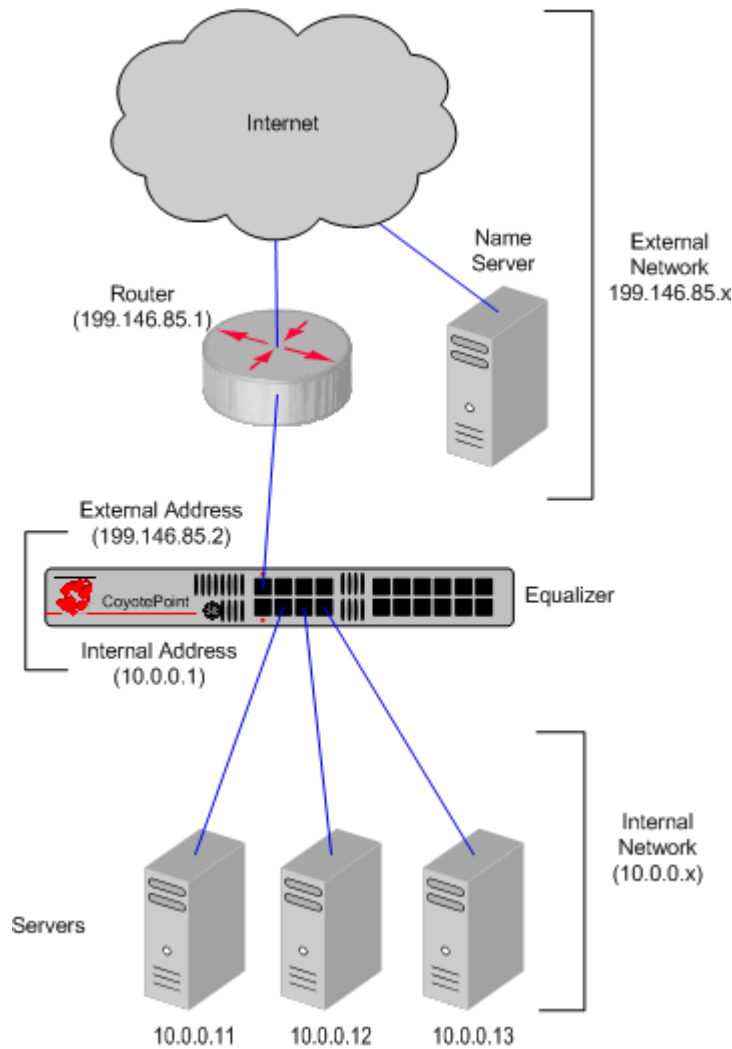 Internet
Name
Server
External
Network
199.146.85.x
Router
(199.146.85.1)
External Address
(199.146.85.2)
CoyotePoint
Equalizer
Internal Address
(10.0.0.1)
Internal
Network
(10.0.0.x)
Servers
10.0.0.11
10.0.0.12
10.0.0.13